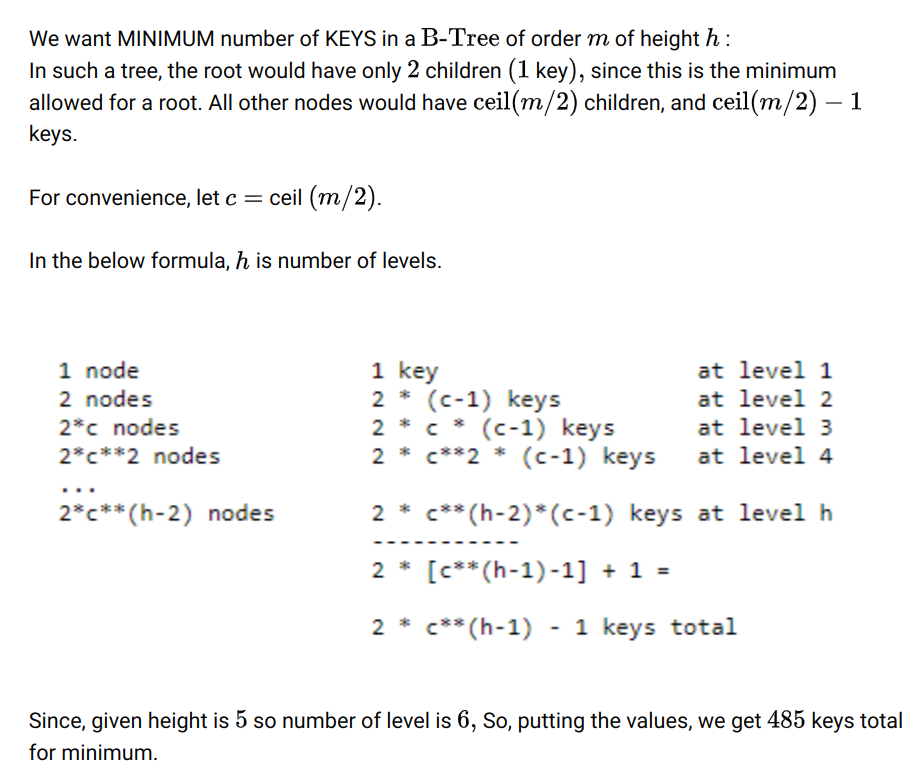 We want MINIMUM number of KEYS in a B-Tree of order m of height h :
In such a tree, the root would have only 2 children (1 key), since this is the minimum
allowed for a root. All other nodes would have ceil(m/2) children, and ceil(m/2) − 1
keys.
For convenience, let c = ceil (m/2).
In the below formula, h is number of levels.
1 node 1 key at level 1
2 nodes 2 * (c-1) keys at level 2
2*c nodes 2 * c * (c-1) keys at level 3
2*c**2 nodes 2 * c**2 * (c-1) keys at level 4
...
2*c**(h-2) nodes 2 * c**(h-2)*(c-1) keys at level h
-----------
2 * [c**(h-1)-1] + 1 =
2 * c**(h-1) - 1 keys total
Since, given height is 5 so number of level is 6, So, putting the values, we get 485 keys total
for minimum.